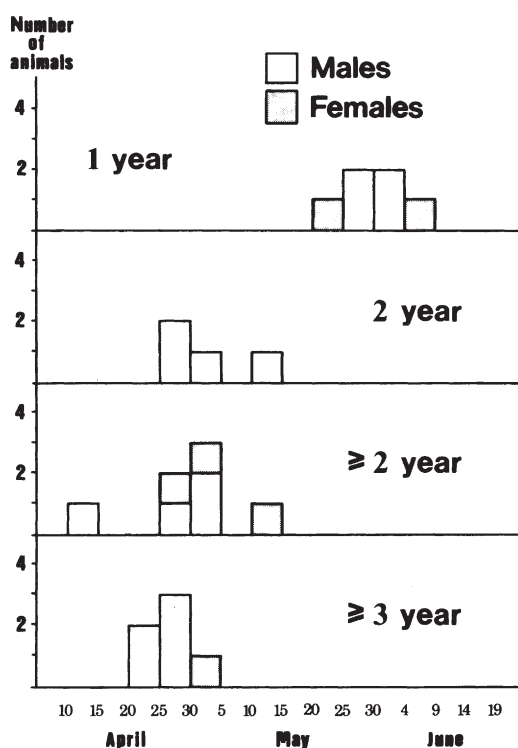 Number
of
animals
Males
Females
4
2
1 year
4
2
2 year
4
2
≥ 2 year
4
2
≥ 3 year
10 15 20 25 30 5 10 15 20 25 30 4 9 14 19
April May June